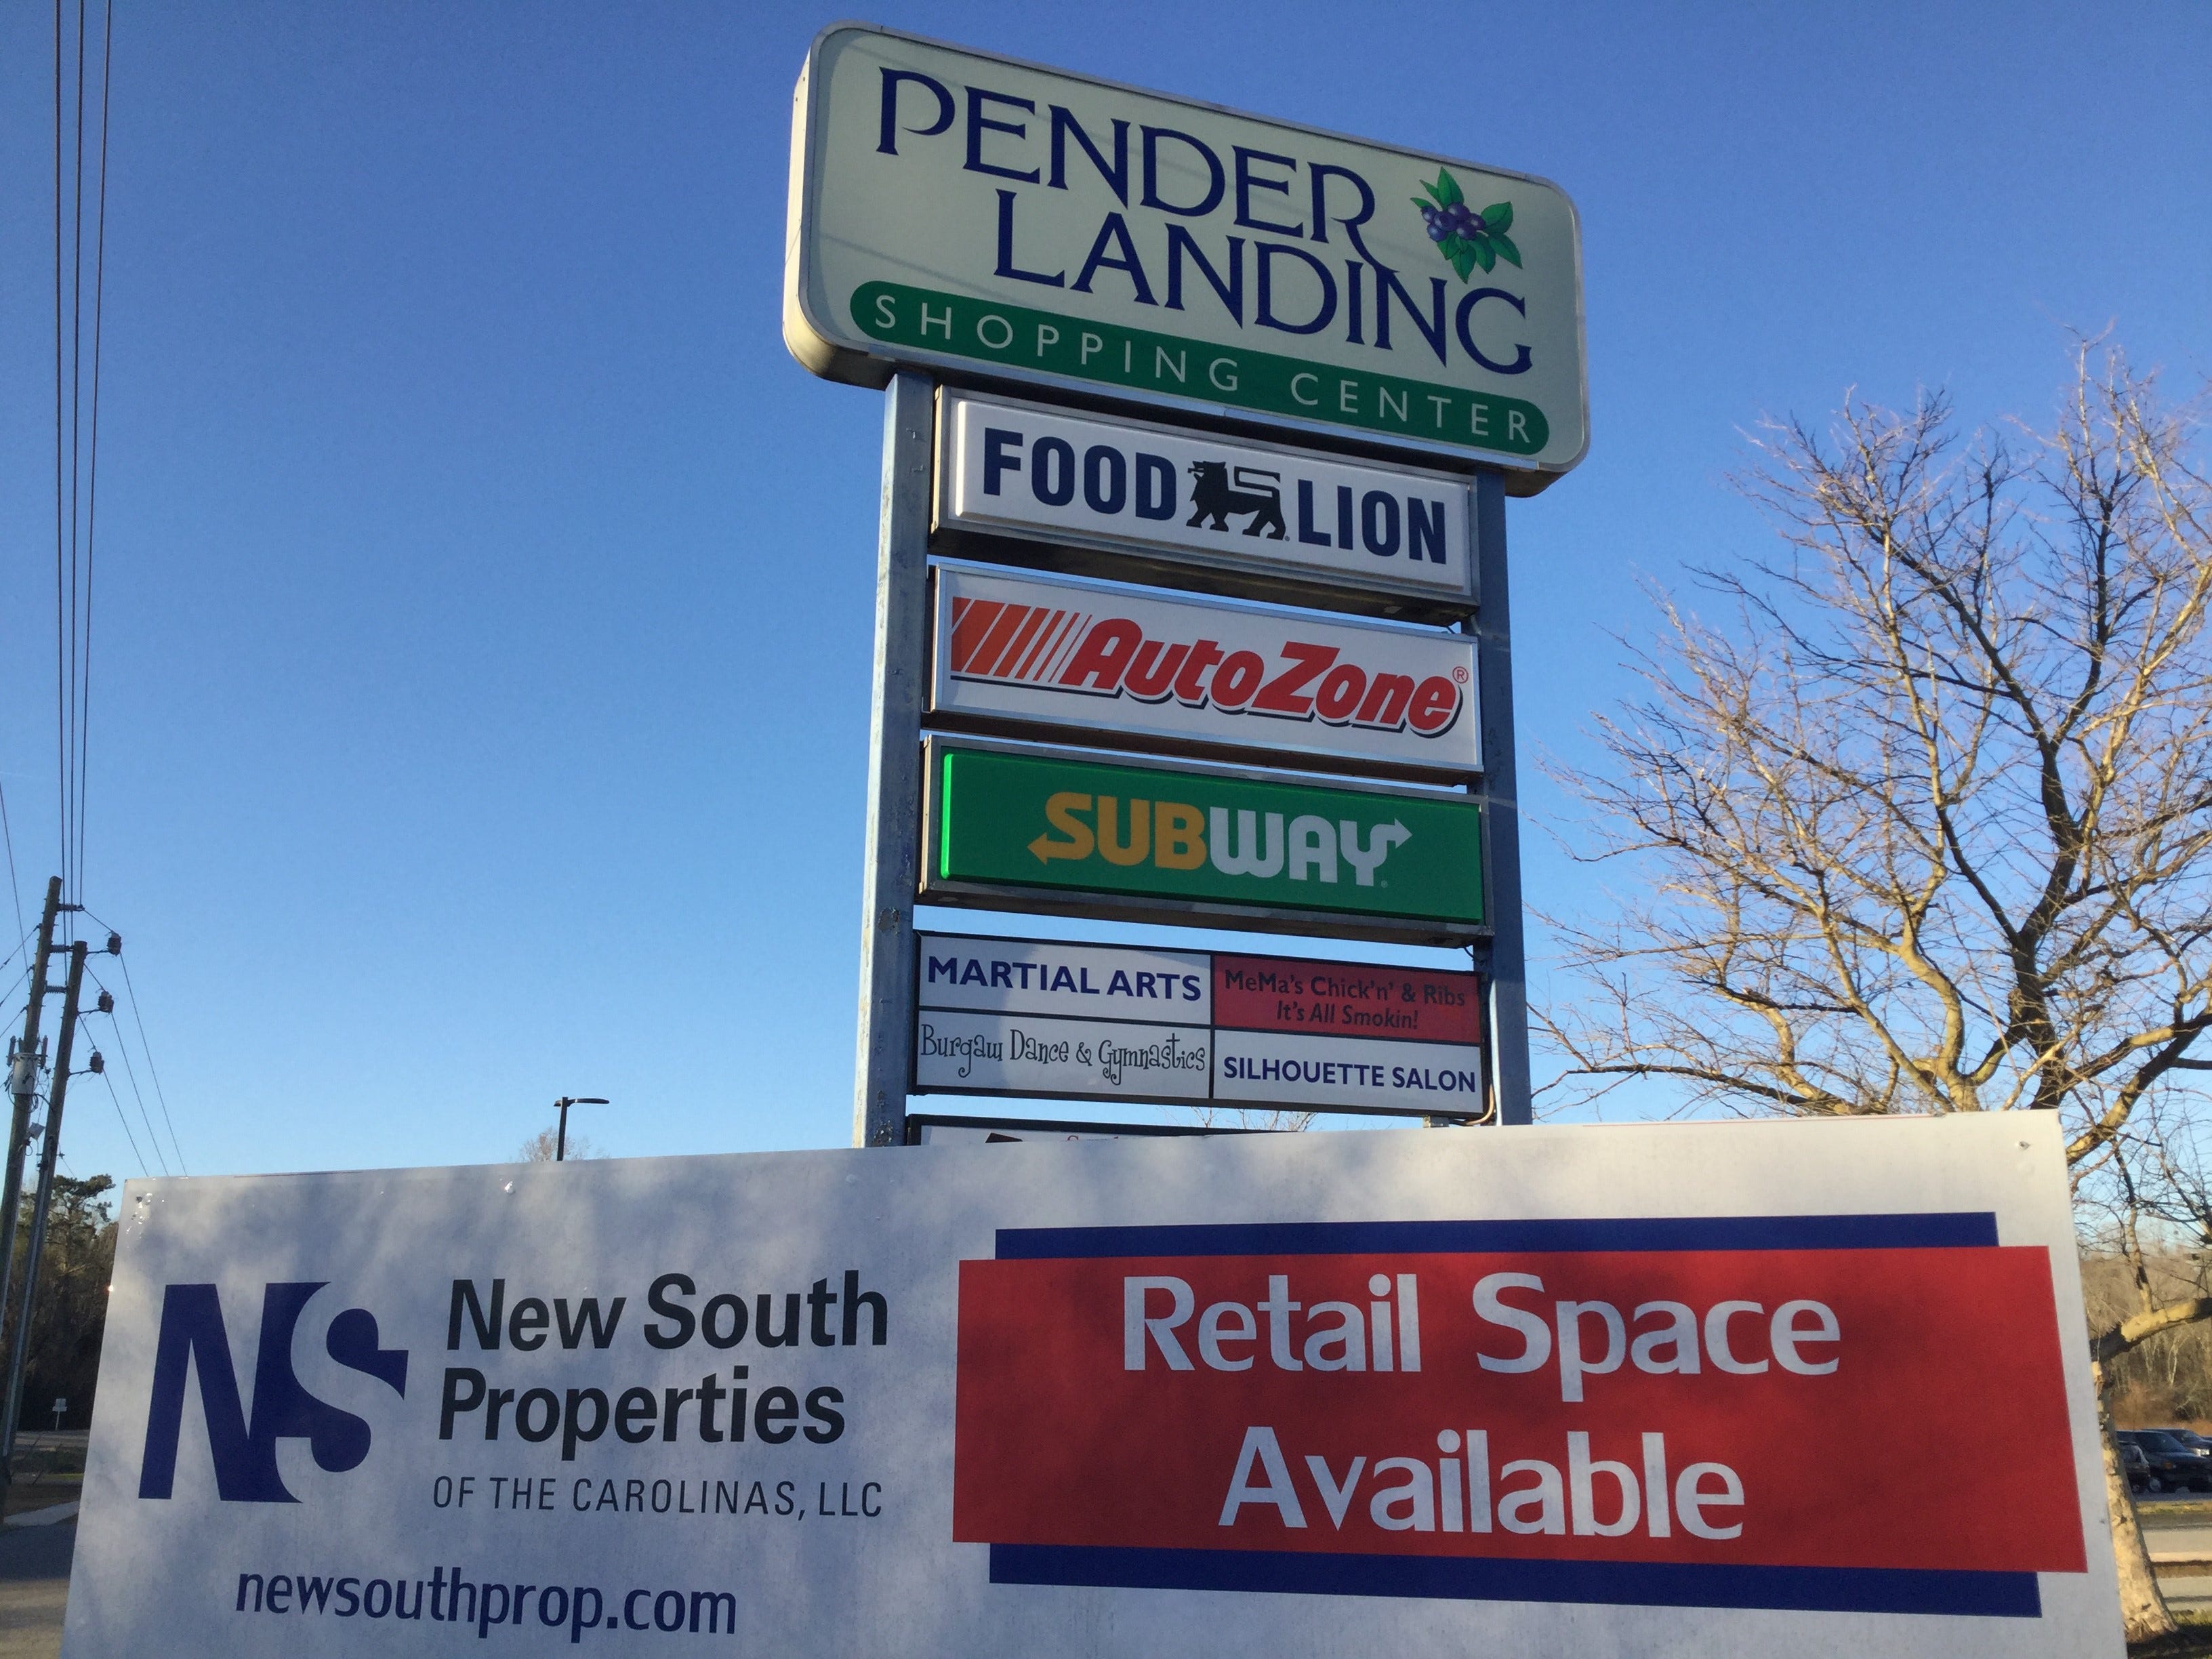 PENDER
LANDING
SHOPPING CENTER
FOOD LION
AutoZone®
SUBWAY
MARTIAL ARTS
MeMa's Chick'n' & Ribs
It's All Smokin!
Burgaw Dance & Gymnastics
SILHOUETTE SALON
NS
New South
Properties
OF THE CAROLINAS, LLC
newsouthprop.com
Retail Space
Available